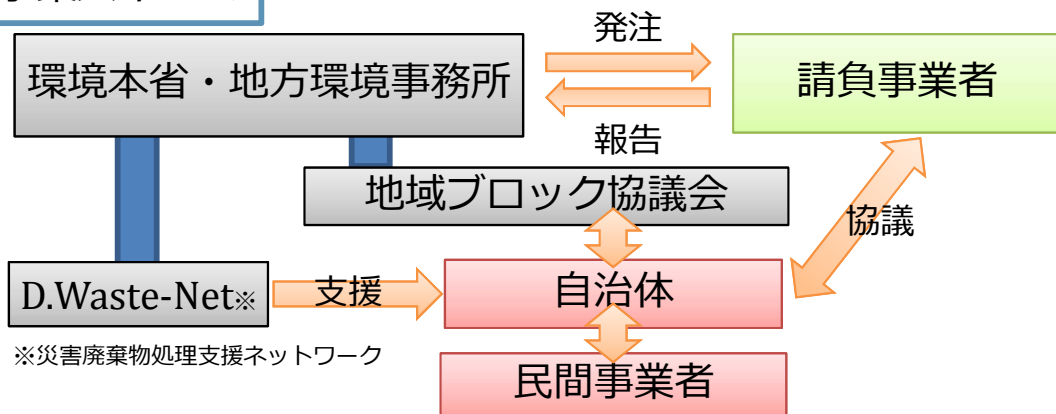 発注
環境本省・地方環境事務所
請負事業者
報告
地域ブロック協議会
協議
D.Waste-Net※
支援
自治体
※災害廃棄物処理支援ネットワーク
民間事業者